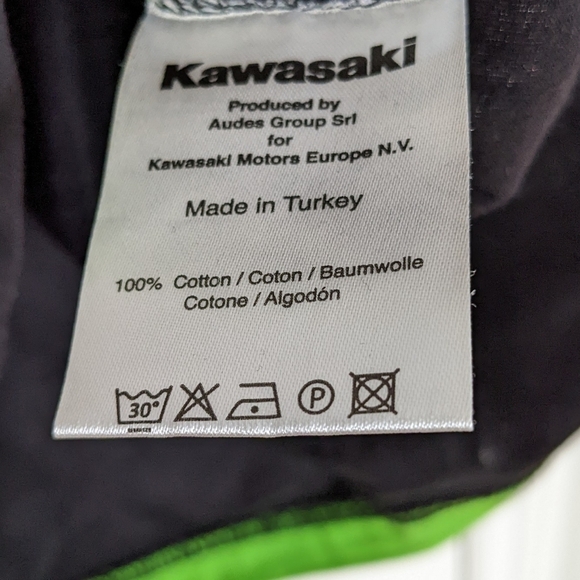 Kawasaki
Produced by
Audes Group Srl
for
Kawasaki Motors Europe N.V.
Made in Turkey
100% Cotton / Coton / Baumwolle
Cotone / Algodón
30° P